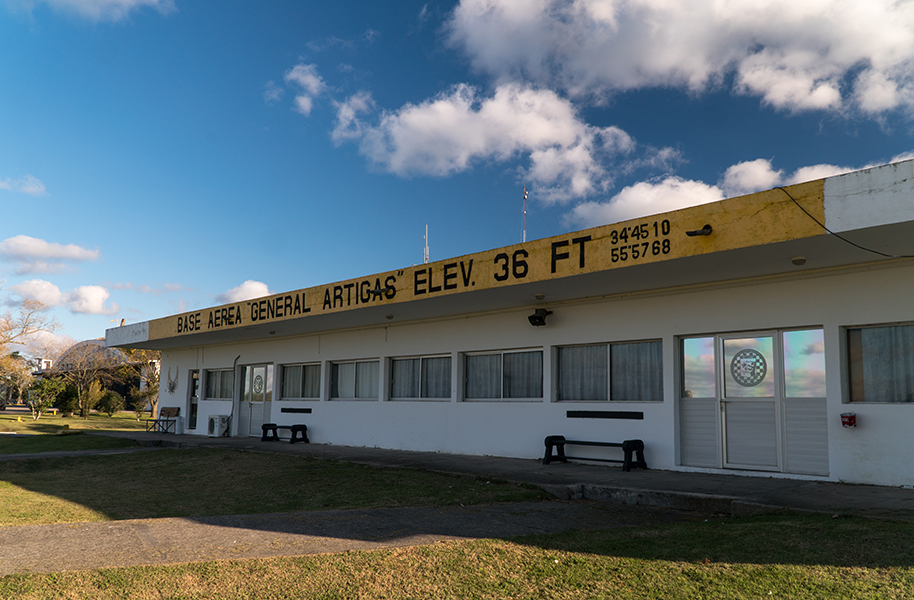 BASE AEREA "GENERAL ARTIGAS" ELEV. 36 FT
34°45 10
55°57 68